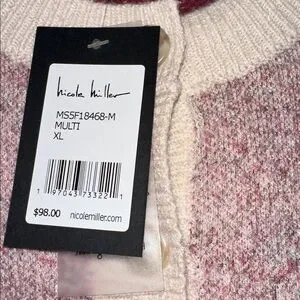 nicole miller
MS5F18468-M
MULTI
XL
1 97043 73322 1
$98.00 nicolemiller.com